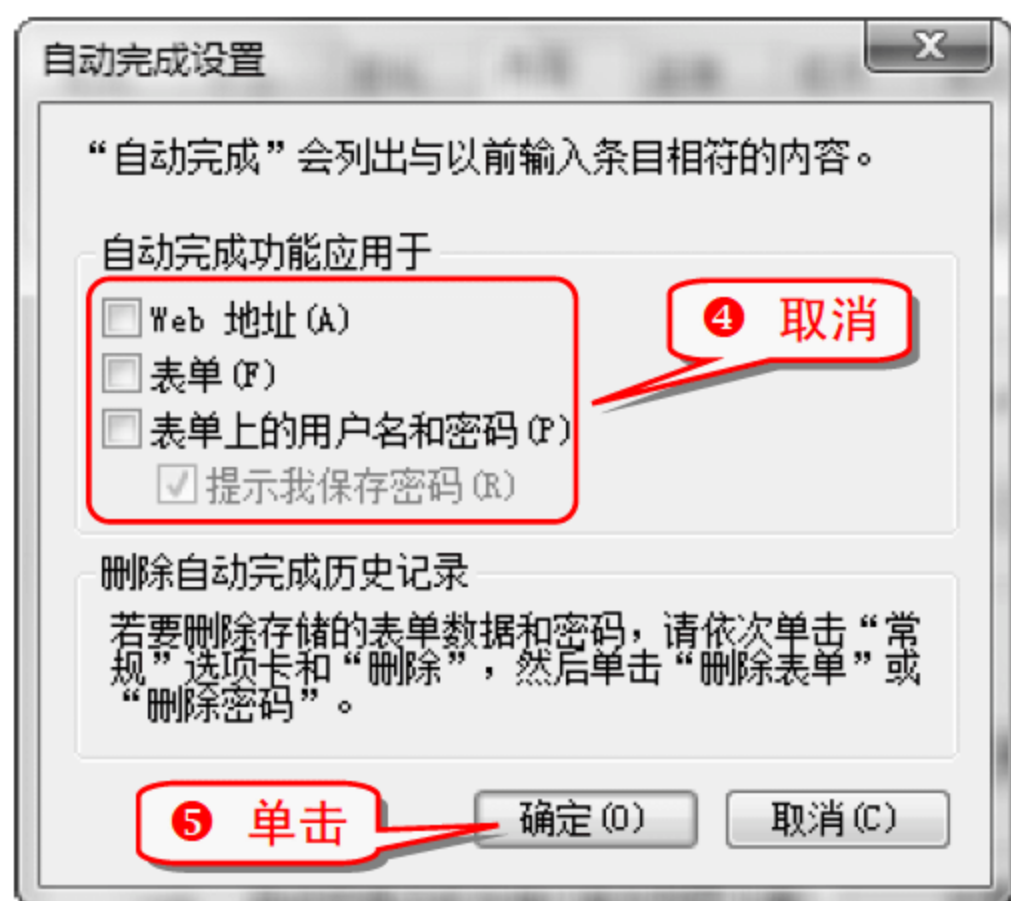 自动完成设置
“自动完成”会列出与以前输入条目相符的内容。
自动完成功能应用于
Web 地址(A)
❹ 取消
表单(F)
表单上的用户名和密码(P)
提示我保存密码(R)
删除自动完成历史记录
若要删除存储的表单数据和密码，请依次单击“常
规”选项卡和“删除”，然后单击“删除表单”或
“删除密码”。
❺ 单击
确定(O)
取消(C)